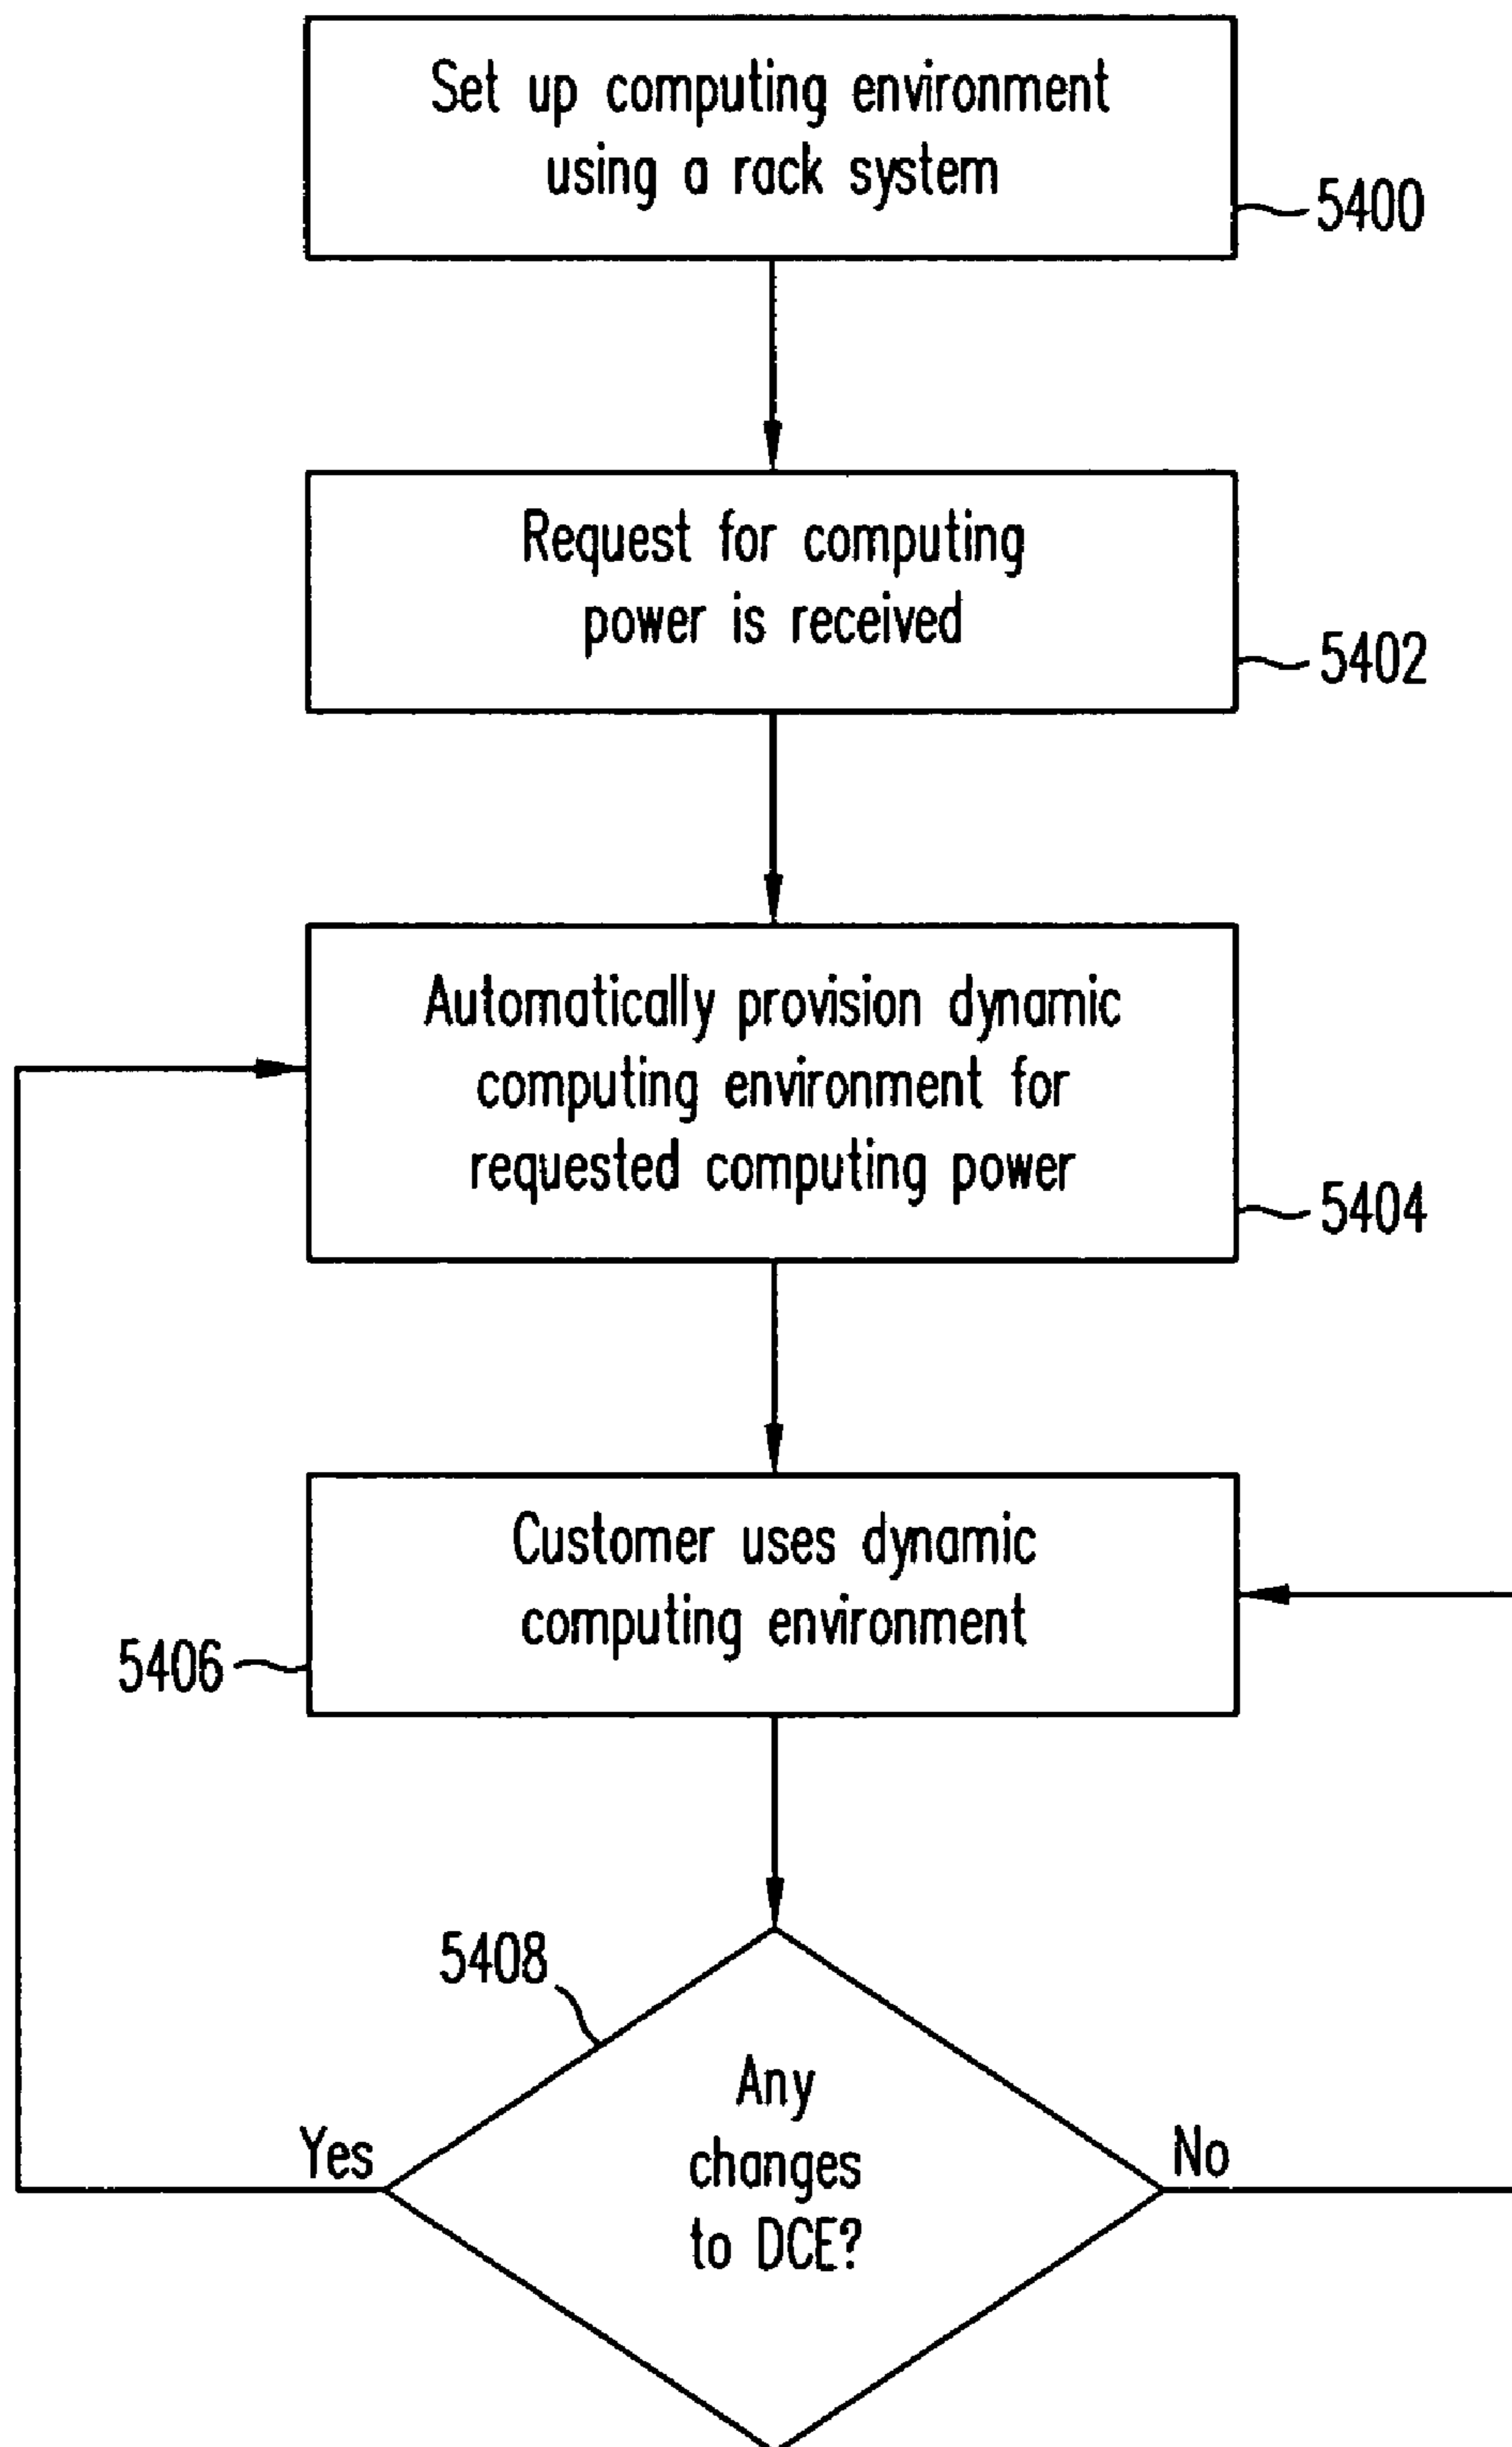 Set up computing environment
using a rack system
5400
Request for computing
power is received
5402
Automatically provision dynamic
computing environment for
requested computing power
5404
Customer uses dynamic
computing environment
5406
5408
Any
changes
to DCE?
Yes
No